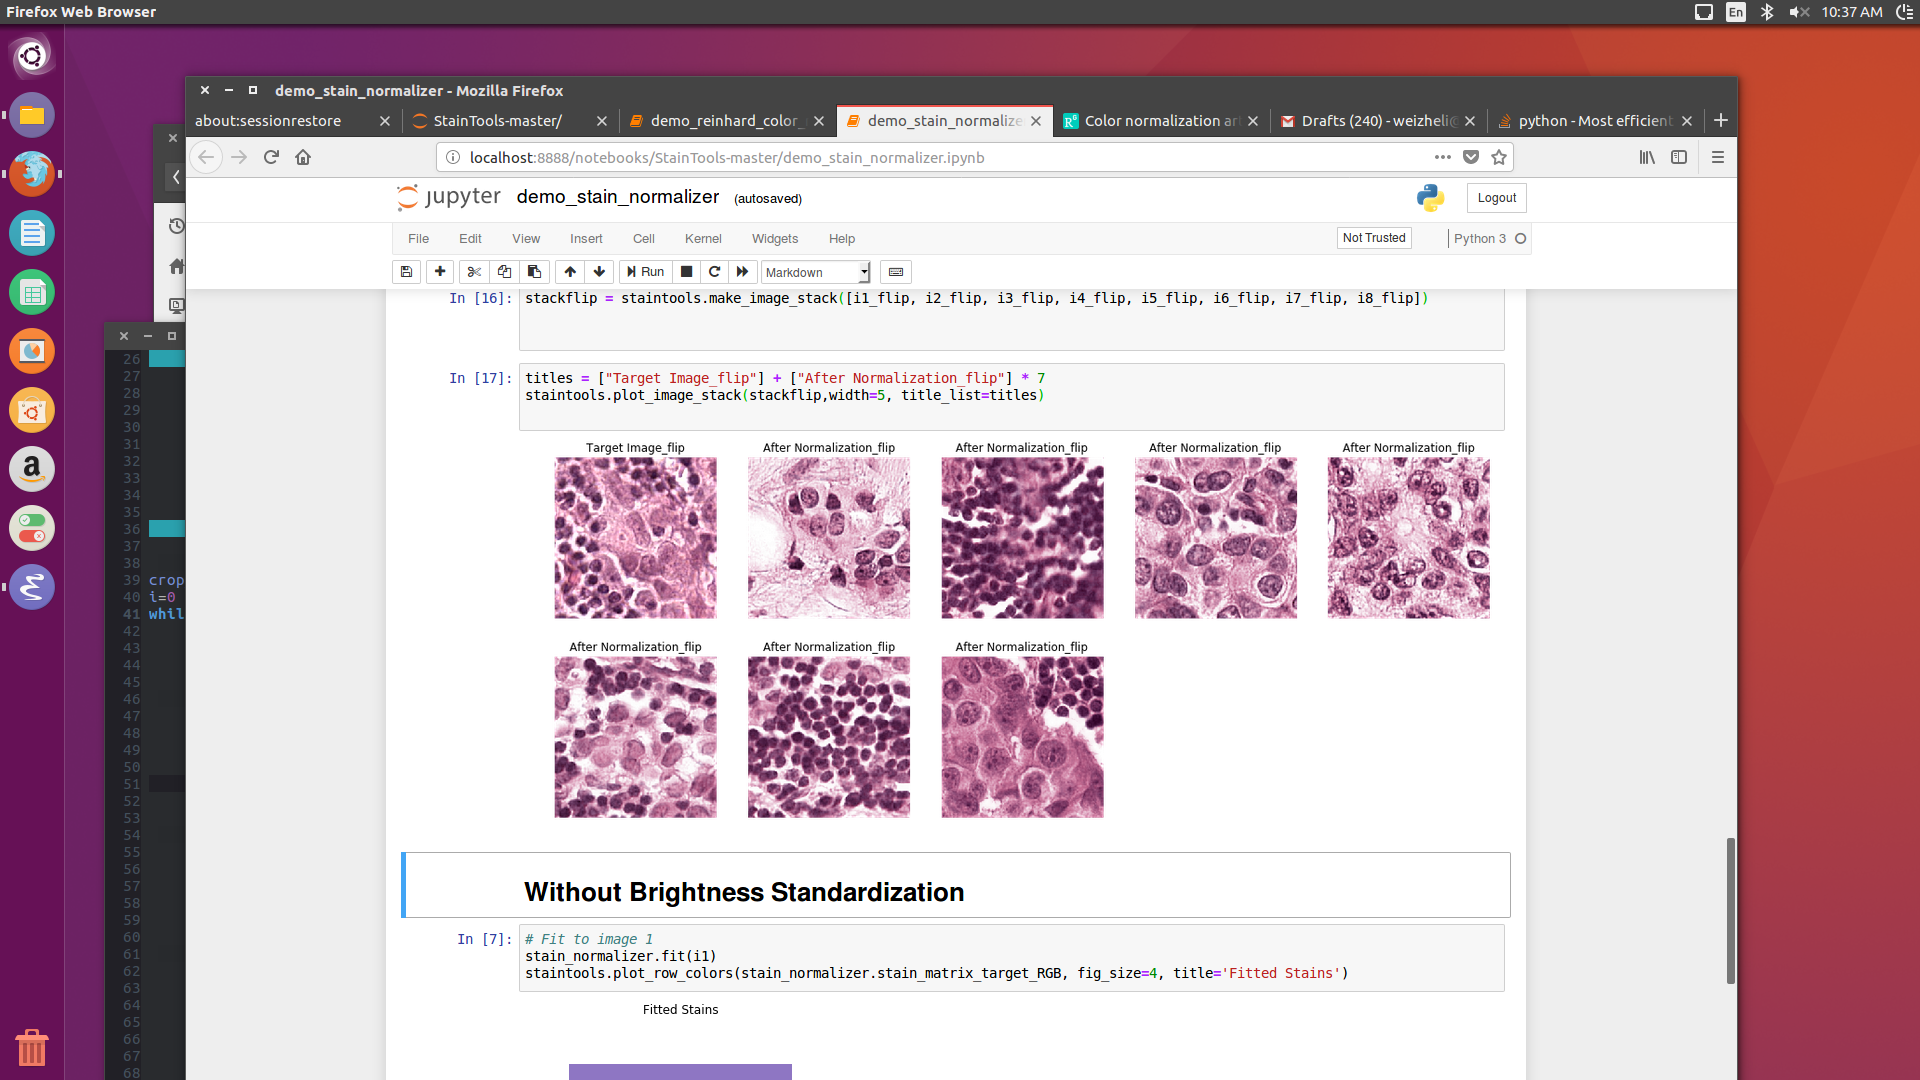 Firefox Web Browser
En
10:37 AM
demo_stain_normalizer - Mozilla Firefox
about:sessionrestore
StainTools-master/
demo_reinhard_color_
demo_stain_normalize
Color normalization ar
Drafts (240) - weizheli@
python - Most efficient
localhost:8888/notebooks/StainTools-master/demo_stain_normalizer.ipynb
jupyter demo_stain_normalizer (autosaved)
Logout
File Edit View Insert Cell Kernel Widgets Help
Not Trusted
Python 3
Run
Markdown
In [16]: stackflip = staintools.make_image_stack([i1_flip, i2_flip, i3_flip, i4_flip, i5_flip, i6_flip, i7_flip, i8_flip])
In [17]: titles = ["Target Image_flip"] + ["After Normalization_flip"] * 7
staintools.plot_image_stack(stackflip,width=5, title_list=titles)
Target Image_flip After Normalization_flip After Normalization_flip After Normalization_flip After Normalization_flip
After Normalization_flip After Normalization_flip After Normalization_flip
Without Brightness Standardization
In [7]: # Fit to image 1
stain_normalizer.fit(i1)
staintools.plot_row_colors(stain_normalizer.stain_matrix_target_RGB, fig_size=4, title='Fitted Stains')
Fitted Stains
26
27
28
29
30
31
32
33
34
35
36
37
38
39 crop
40 i=0
41 whil
42
43
44
45
46
47
48
49
50
51
52
53
54
55
56
57
58
59
60
61
62
63
64
65
66
67
68